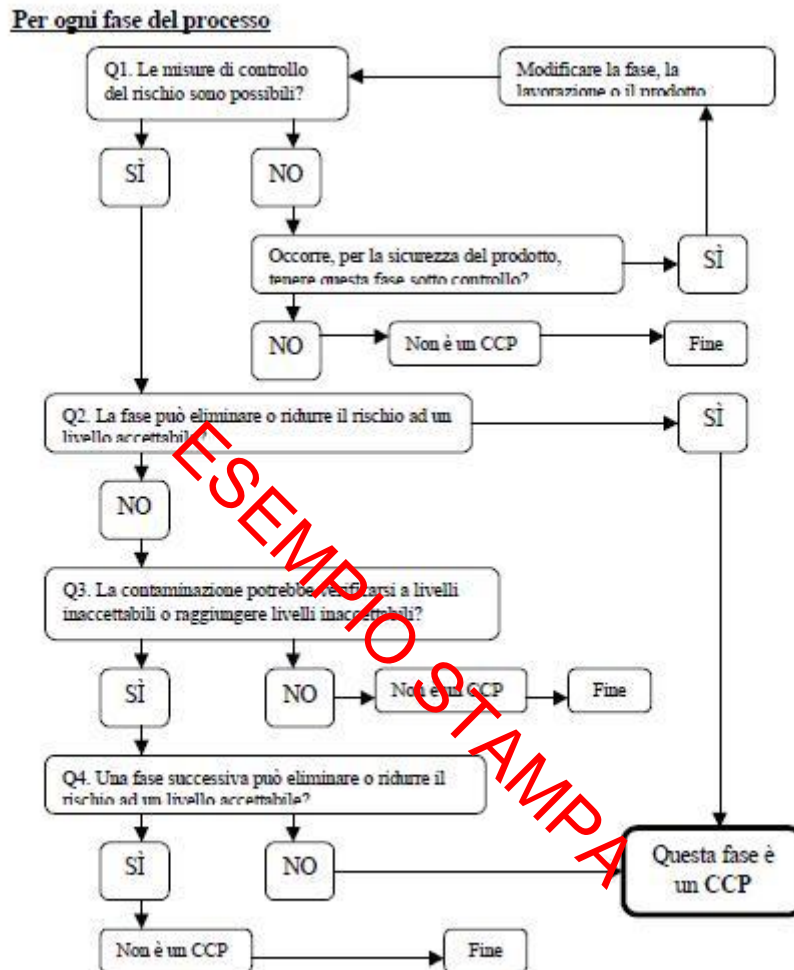 Per ogni fase del processo
Q1. Le misure di controllo
del rischio sono possibili?
Modificare la fase, la
lavorazione o il prodotto
SÌ
NO
Occorre, per la sicurezza del prodotto,
tenere questa fase sotto controllo?
SÌ
NO
Non è un CCP
Fine
Q2. La fase può eliminare o ridurre il rischio ad un
livello accettabile?
SÌ
NO
Q3. La contaminazione potrebbe verificarsi a livelli
inaccettabili o raggiungere livelli inaccettabili?
SÌ
NO
Non è un CCP
Fine
Q4. Una fase successiva può eliminare o ridurre il
rischio ad un livello accettabile?
SÌ
NO
Questa fase è
un CCP
Non è un CCP
Fine
ESEMPIO STAMPA